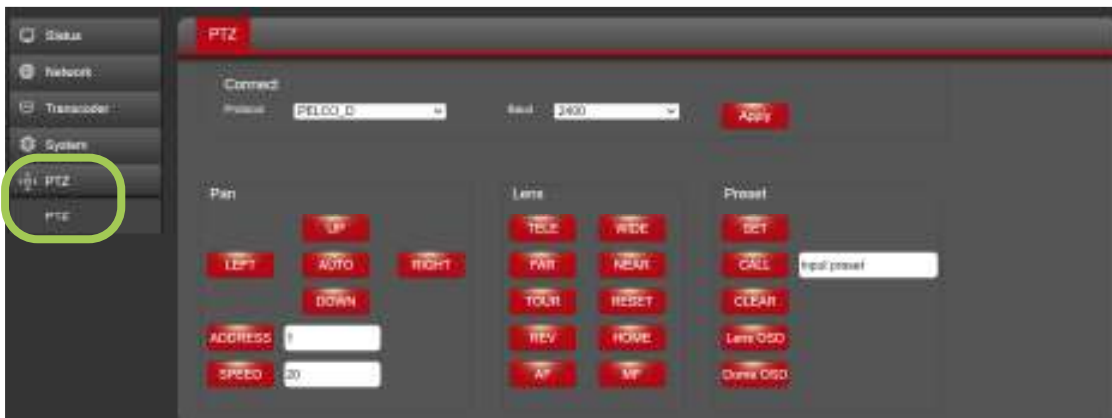 Status
Network
Transcoder
System
PTZ
PTZ
PTZ
Connect
Protocol PELCO_D Baud 2400 Apply
Pan
UP
LEFT AUTO RIGHT
DOWN
ADDRESS 1
SPEED 20
Lens
TELE WIDE
FAR NEAR
TOUR RESET
REV HOME
AF MF
Preset
SET
CALL Input preset
CLEAR
Lens OSD
Dome OSD